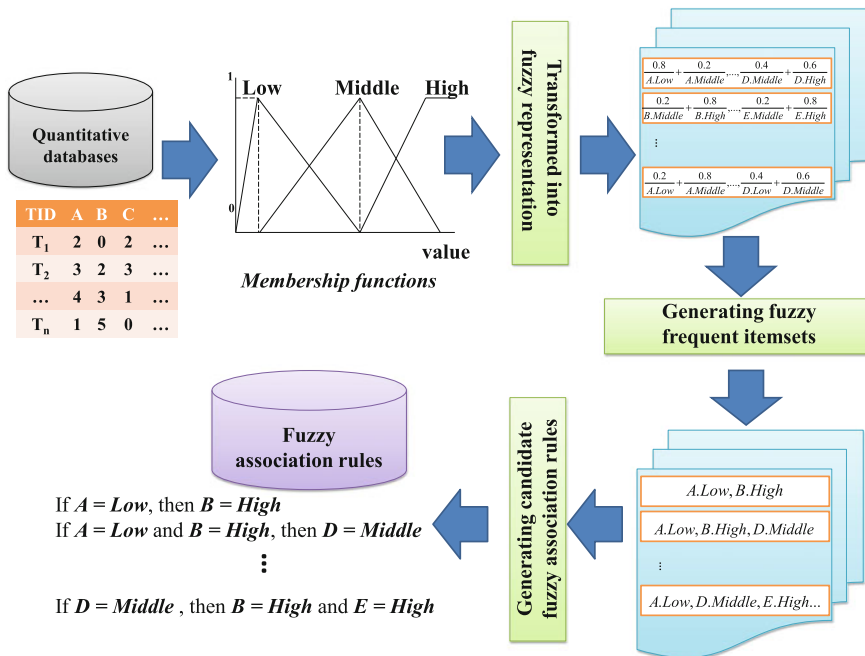 Quantitative
databases
TID A B C ...
T1 2 0 2 ...
T2 3 2 3 ...
... 4 3 1 ...
Tn 1 5 0 ...
1
Low Middle High
0
value
Membership functions
Transformed into
fuzzy representation
0.8/A.Low + 0.2/A.Middle,..., 0.4/D.Middle + 0.6/D.High
0.2/B.Middle + 0.8/B.High,..., 0.2/E.Middle + 0.8/E.High
⋮
0.2/A.Low + 0.8/A.Middle,..., 0.4/D.Low + 0.6/D.Middle
Generating fuzzy
frequent itemsets
A.Low, B.High
A.Low, B.High, D.Middle
⋮
A.Low, D.Middle, E.High...
Generating candidate
fuzzy association rules
Fuzzy
association rules
If A = Low, then B = High
If A = Low and B = High, then D = Middle
⋮
If D = Middle , then B = High and E = High